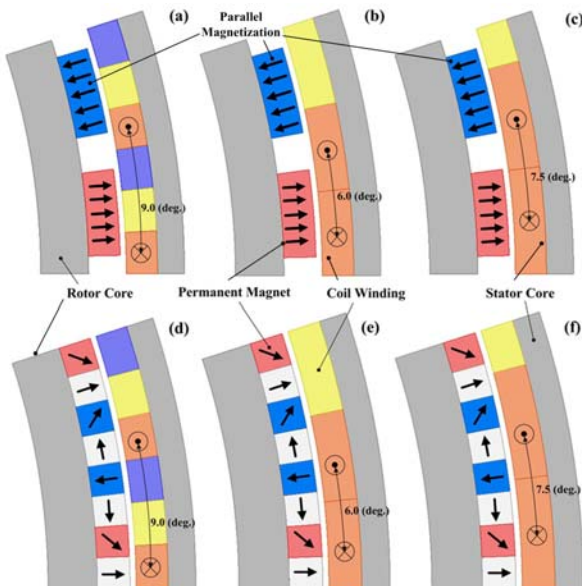 (a)
Parallel
Magnetization
(b)
(c)
9.0 (deg.)
6.0 (deg.)
7.5 (deg.)
Rotor Core
Permanent Magnet
Coil Winding
Stator Core
(d)
(e)
(f)
9.0 (deg.)
6.0 (deg.)
7.5 (deg.)